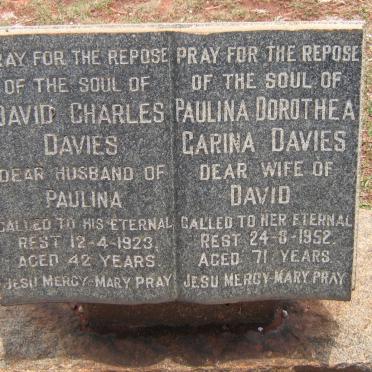 PRAY FOR THE REPOSE
OF THE SOUL OF
DAVID CHARLES
DAVIES
DEAR HUSBAND OF
PAULINA
CALLED TO HIS ETERNAL
REST 12-4-1923.
AGED 42 YEARS.
JESU MERCY-MARY PRAY
PRAY FOR THE REPOSE
OF THE SOUL OF
PAULINA DOROTHEA
CARINA DAVIES
DEAR WIFE OF
DAVID
CALLED TO HER ETERNAL
REST 24-8-1952.
AGED 71 YEARS.
JESU MERCY-MARY PRAY